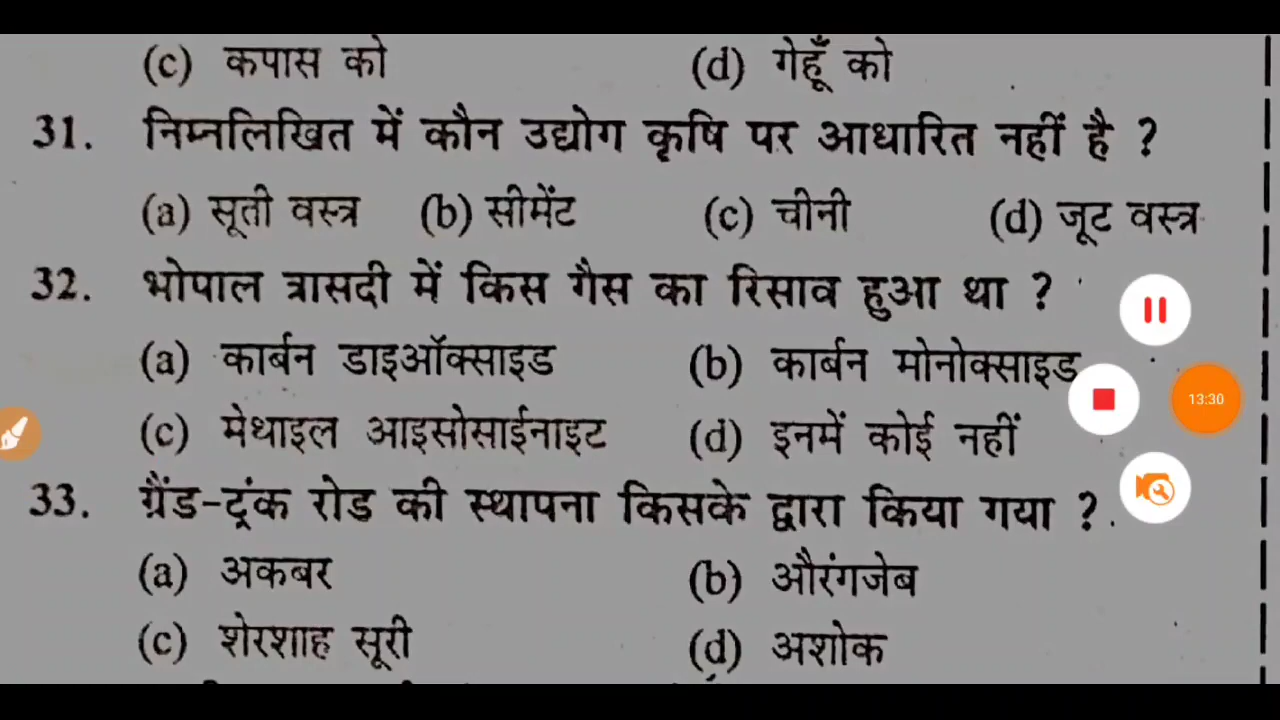 (c) कपास को (d) गेहूँ को
31. निम्नलिखित में कौन उद्योग कृषि पर आधारित नहीं है ?
(a) सूती वस्त्र (b) सीमेंट (c) चीनी (d) जूट वस्त्र
32. भोपाल त्रासदी में किस गैस का रिसाव हुआ था ?
(a) कार्बन डाइऑक्साइड (b) कार्बन मोनोक्साइड
(c) मेथाइल आइसोसाईनाइट (d) इनमें कोई नहीं
13:30
33. ग्रैंड-ट्रंक रोड की स्थापना किसके द्वारा किया गया ?
(a) अकबर (b) औरंगजेब
(c) शेरशाह सूरी (d) अशोक